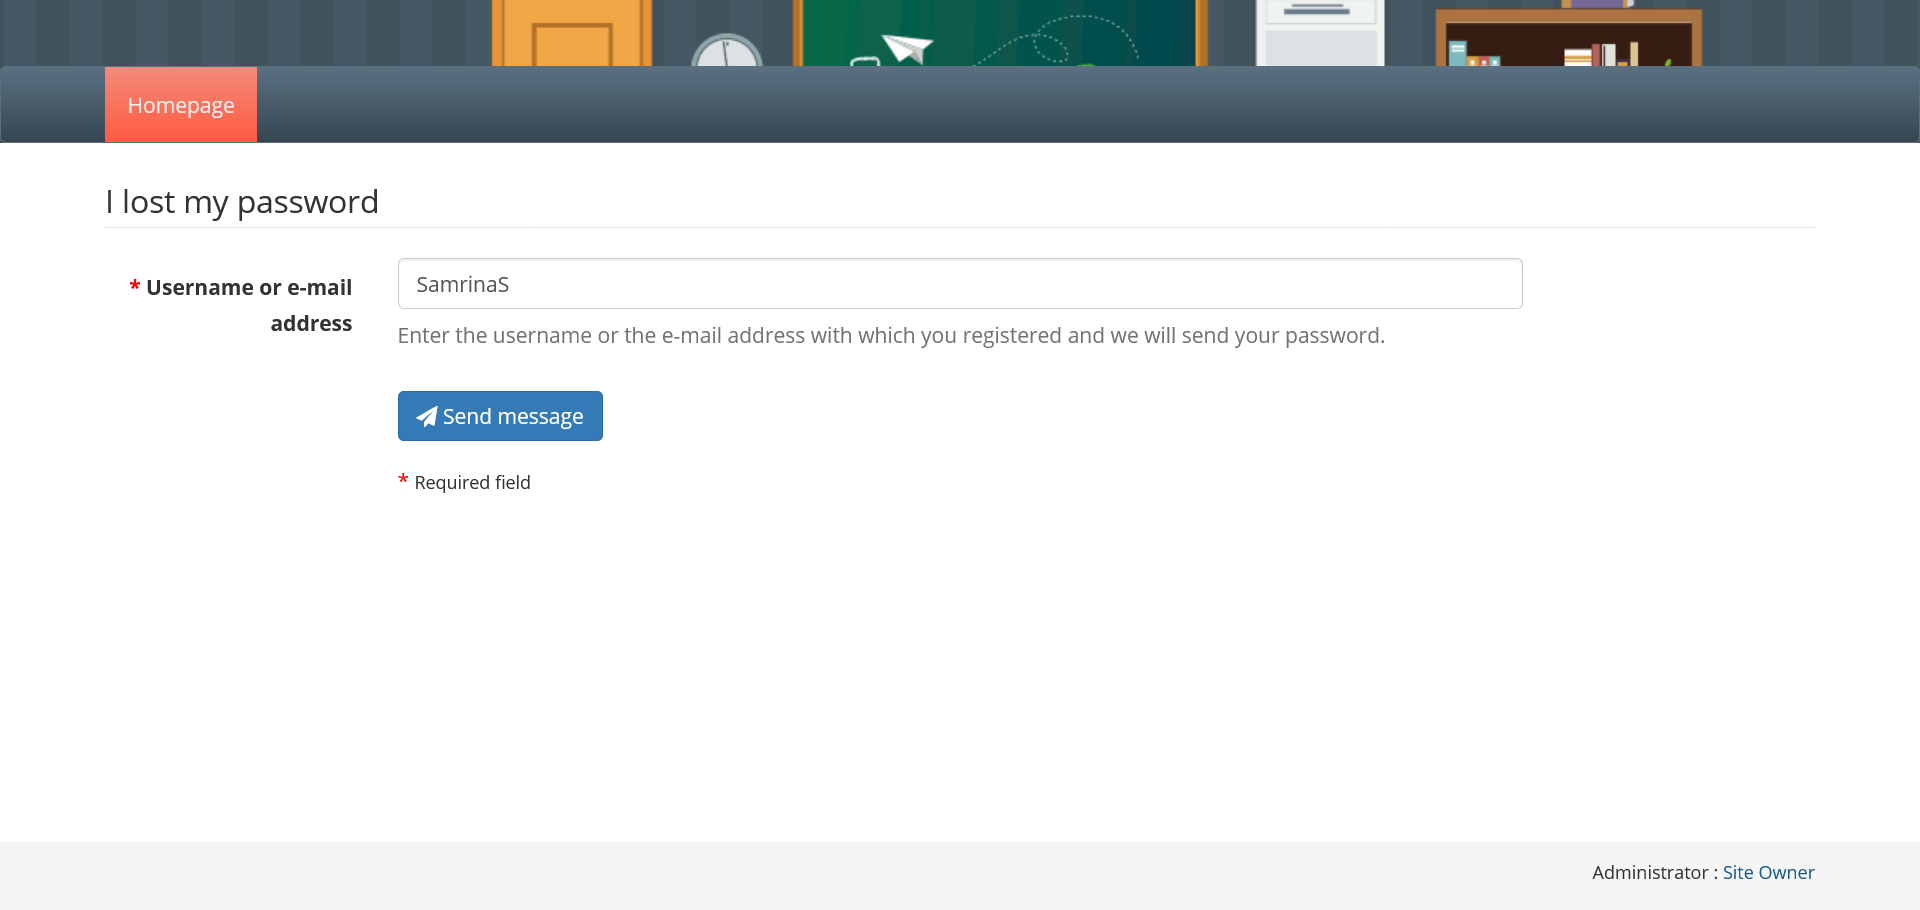 Homepage
I lost my password
* Username or e-mail
address
SamrinaS
Enter the username or the e-mail address with which you registered and we will send your password.
Send message
* Required field
Administrator : Site Owner